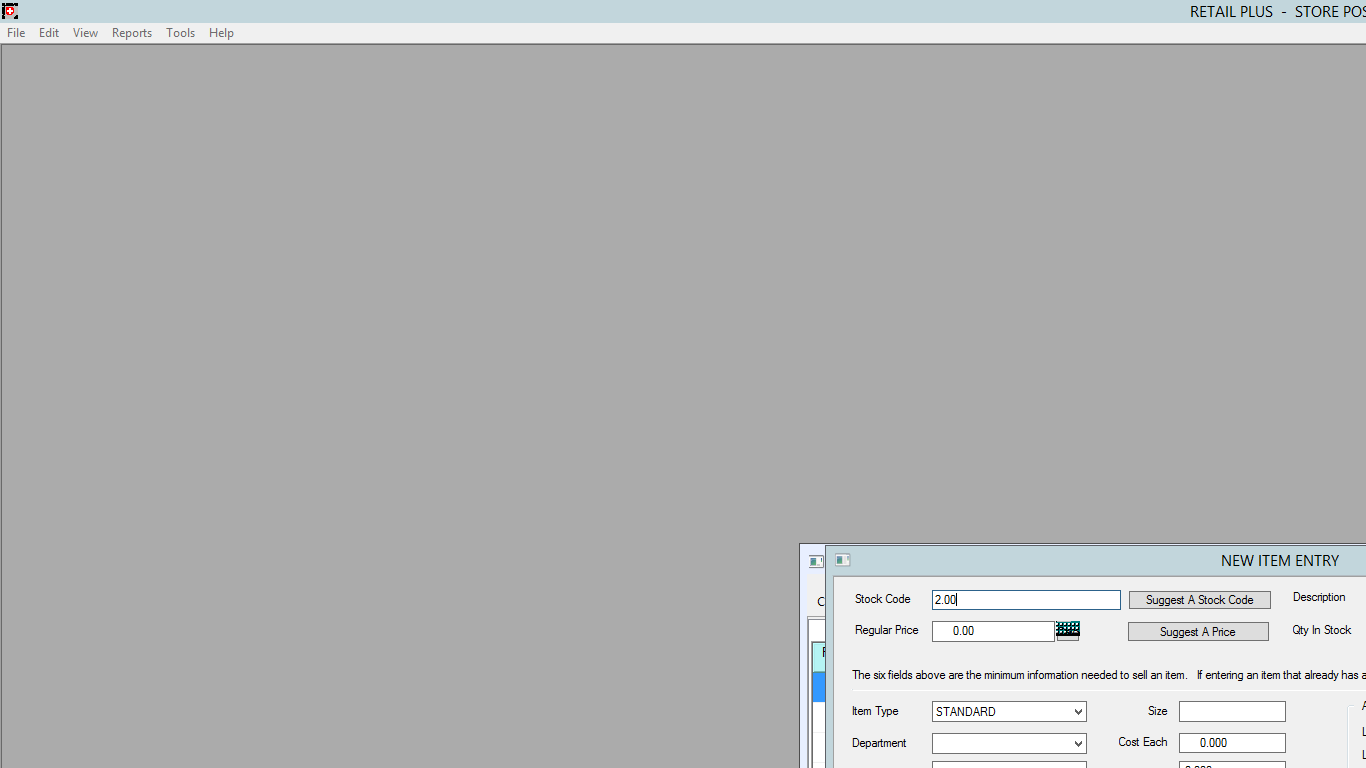 RETAIL PLUS - STORE POS
File Edit View Reports Tools Help
NEW ITEM ENTRY
Stock Code 2.00 Suggest A Stock Code Description
Regular Price 0.00 Suggest A Price Qty In Stock
The six fields above are the minimum information needed to sell an item. If entering an item that already has a
Item Type STANDARD Size
Department Cost Each 0.000